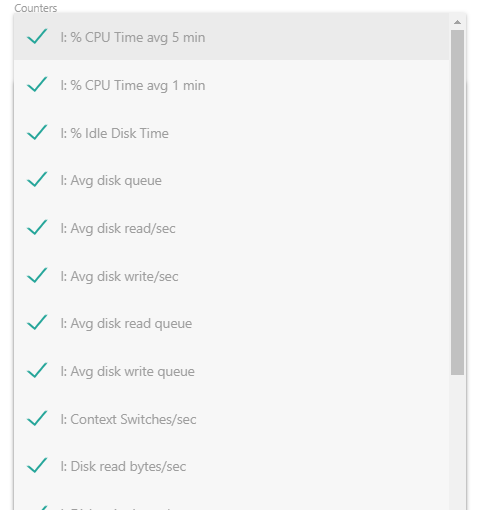 Counters
I: % CPU Time avg 5 min
I: % CPU Time avg 1 min
I: % Idle Disk Time
I: Avg disk queue
I: Avg disk read/sec
I: Avg disk write/sec
I: Avg disk read queue
I: Avg disk write queue
I: Context Switches/sec
I: Disk read bytes/sec